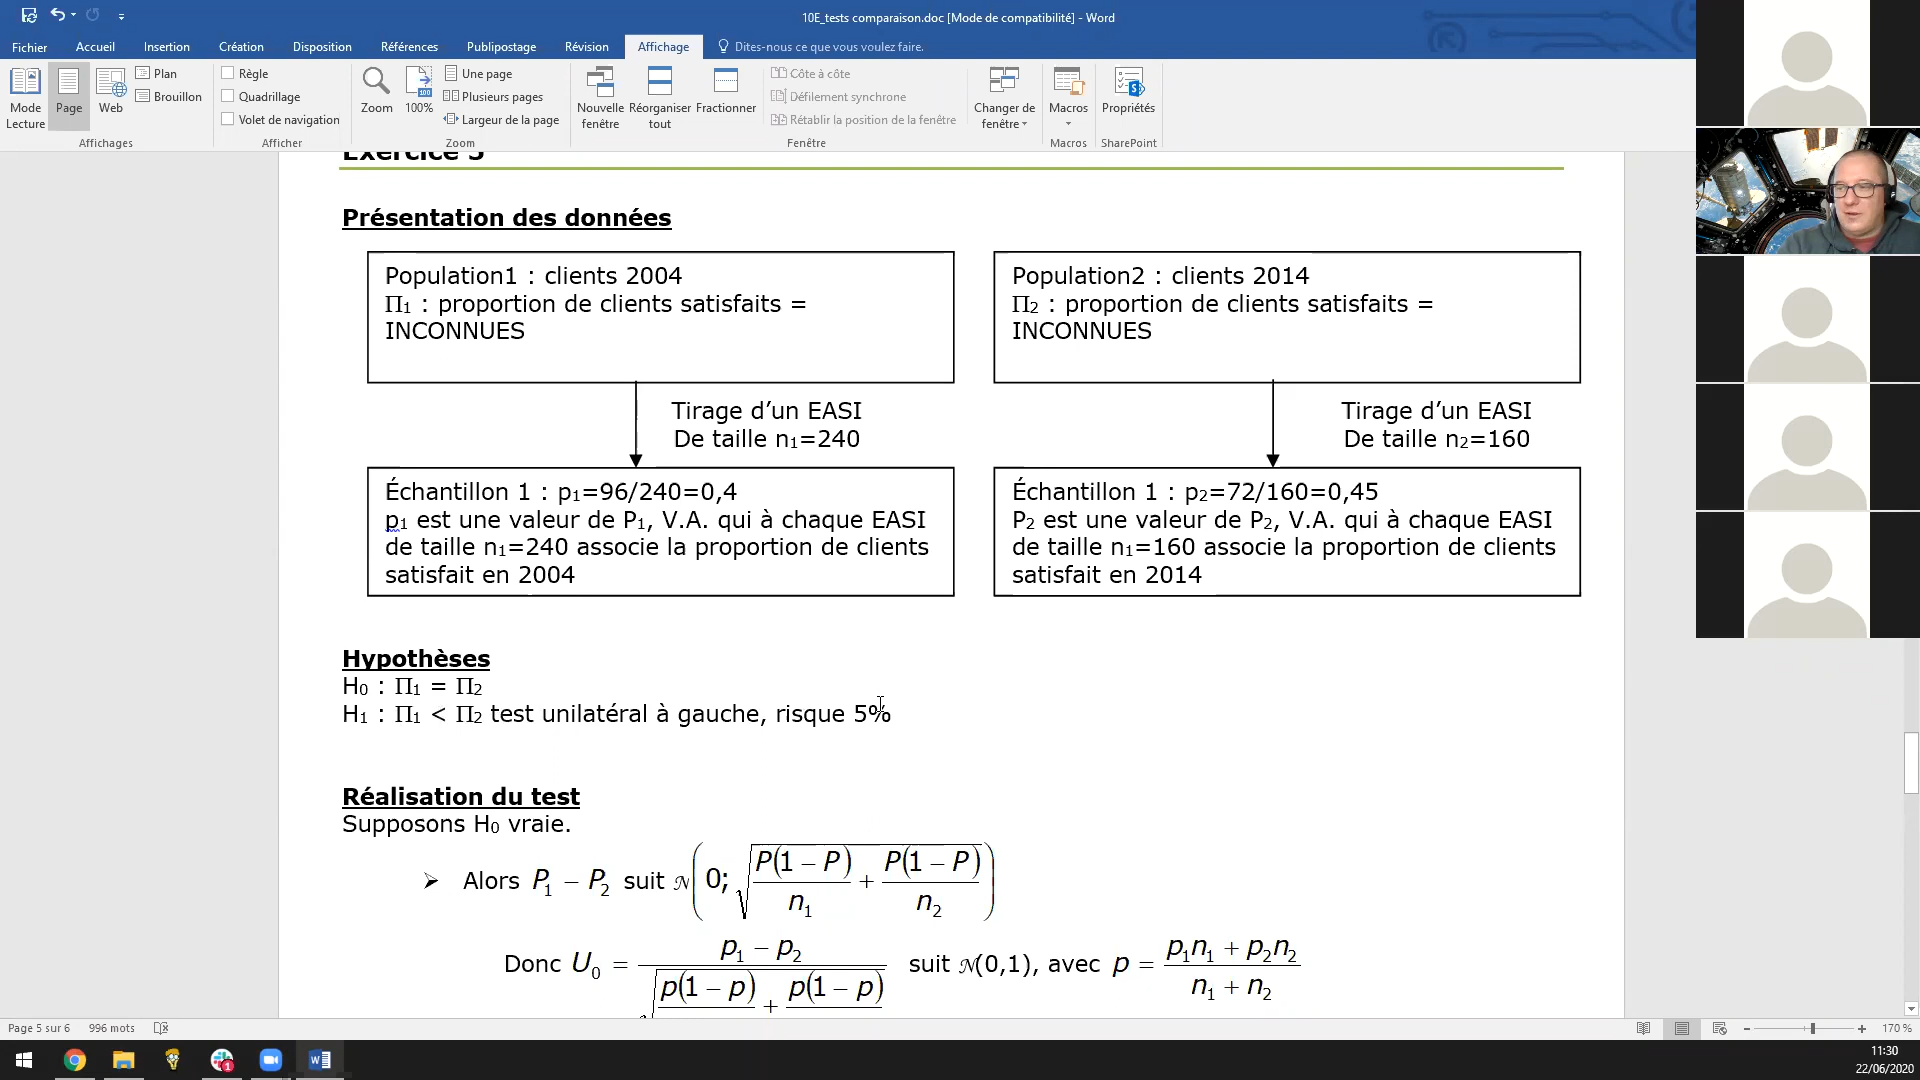 10E_tests comparaison.doc [Mode de compatibilité] - Word
Fichier Accueil Insertion Création Disposition Références Publipostage Révision Affichage Dites-nous ce que vous voulez faire.
Mode Lecture
Page
Web
Plan
Brouillon
Affichages
Règle
Quadrillage
Volet de navigation
Afficher
Zoom
100%
Une page
Plusieurs pages
Largeur de la page
Zoom
Nouvelle fenêtre
Réorganiser tout
Fractionner
Côte à côte
Défilement synchrone
Rétablir la position de la fenêtre
Changer de fenêtre
Fenêtre
Macros
Macros
Propriétés
SharePoint
Présentation des données
Population1 : clients 2004
Π1 : proportion de clients satisfaits =
INCONNUES
Population2 : clients 2014
Π2 : proportion de clients satisfaits =
INCONNUES
Tirage d’un EASI
De taille n1=240
Tirage d’un EASI
De taille n2=160
Échantillon 1 : p1=96/240=0,4
p1 est une valeur de P1, V.A. qui à chaque EASI
de taille n1=240 associe la proportion de clients
satisfait en 2004
Échantillon 1 : p2=72/160=0,45
P2 est une valeur de P2, V.A. qui à chaque EASI
de taille n1=160 associe la proportion de clients
satisfait en 2014
Hypothèses
H0 : Π1 = Π2
H1 : Π1 < Π2 test unilatéral à gauche, risque 5%
Réalisation du test
Supposons H0 vraie.
➢ Alors P1 − P2 suit 𝒩(0; √(P(1 − P)/n1 + P(1 − P)/n2))
Donc U0 = (p1 − p2)/√(p(1 − p) + p(1 − p)) suit 𝒩(0,1), avec p = (p1n1 + p2n2)/(n1 + n2)
Page 5 sur 6 996 mots
170 %
11:30
22/06/2020